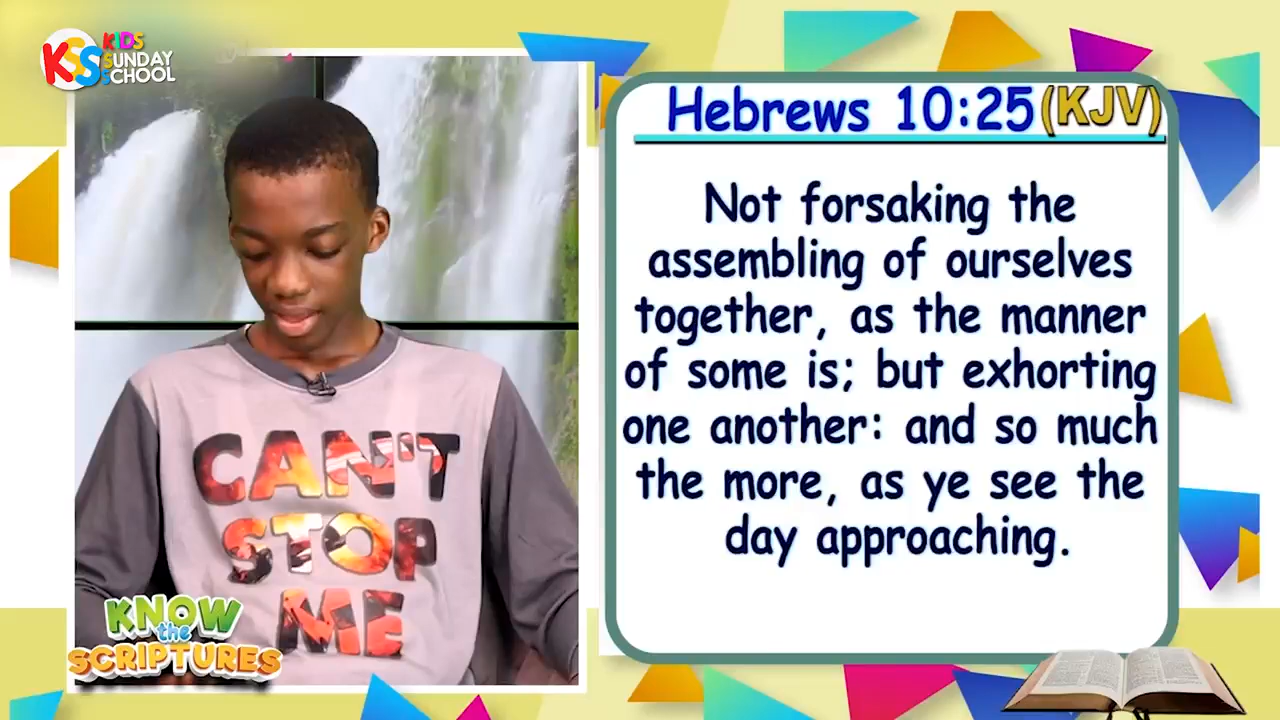 KSS KIDS
SUNDAY
SCHOOL
Hebrews 10:25 (KJV)
Not forsaking the
assembling of ourselves
together, as the manner
of some is; but exhorting
one another: and so much
the more, as ye see the
day approaching.
CAN'T
STOP
ME
KNOW
the
SCRIPTURES